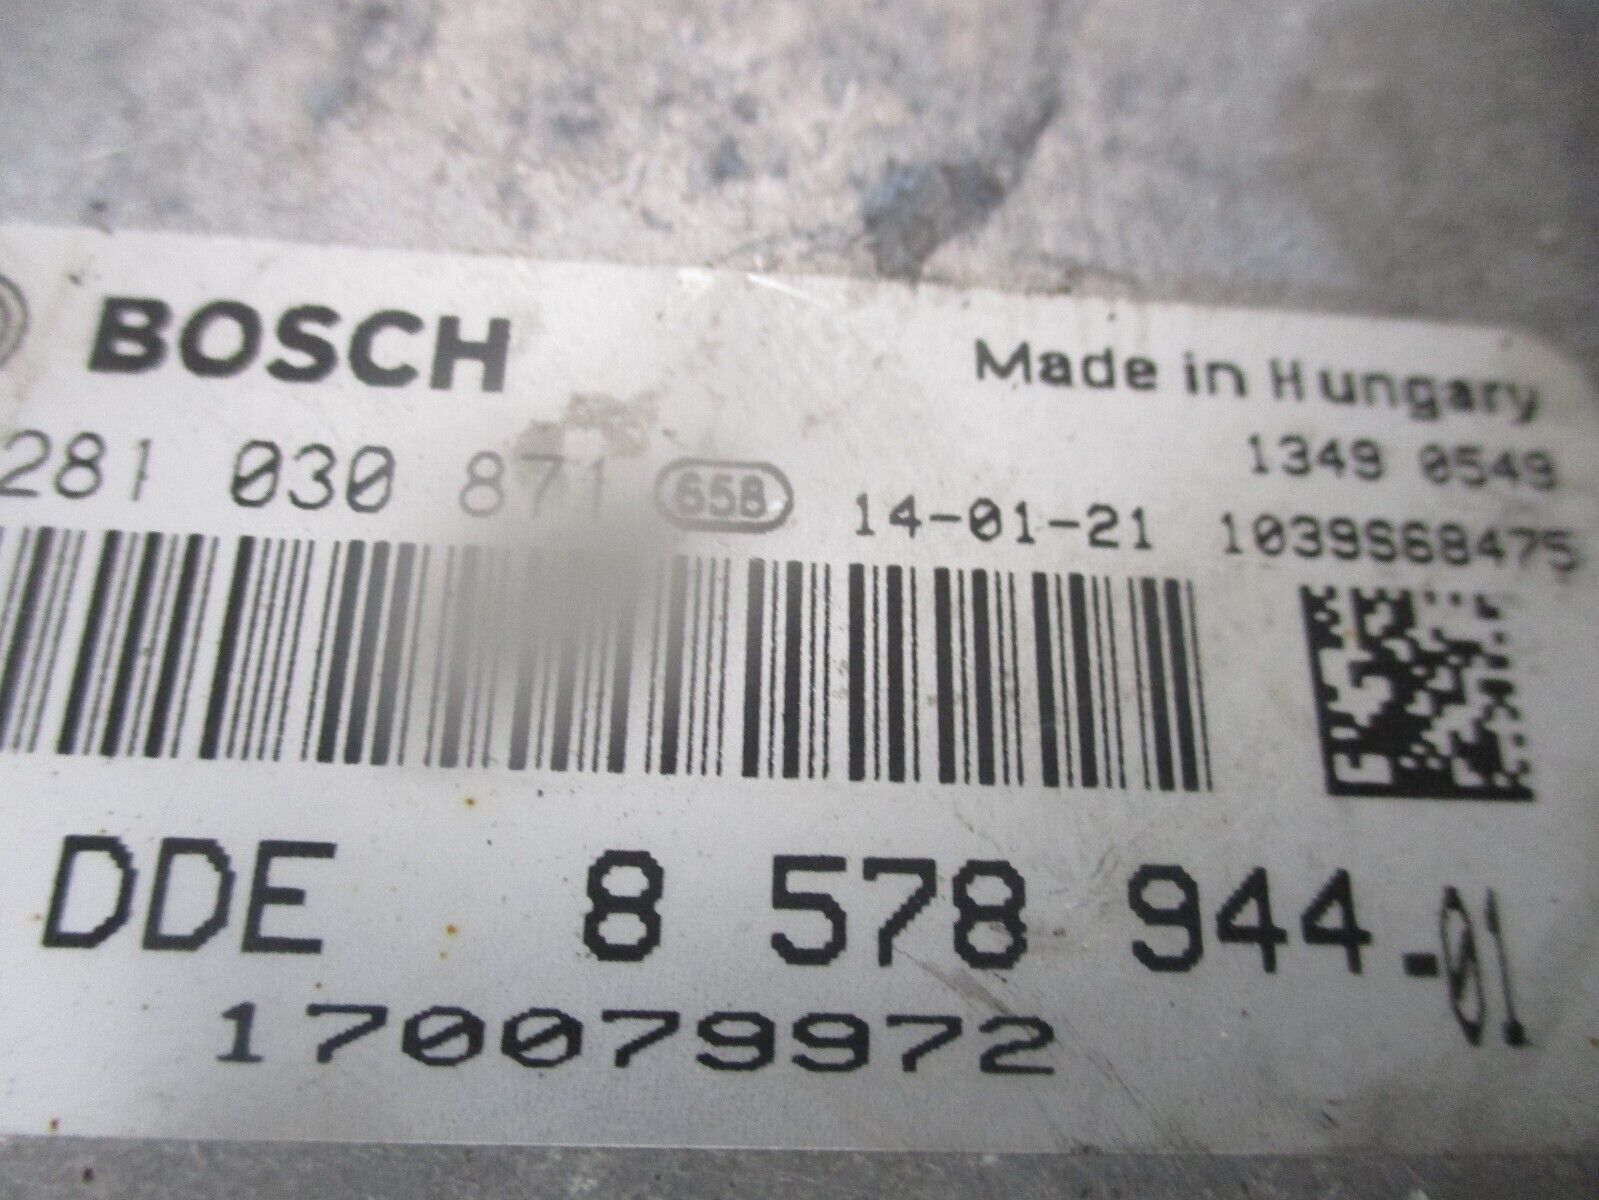 BOSCH
Made in Hungary
1349 0549
281 030 871 658 14-01-21 1039S68475
DDE 8 578 944-01
170079972